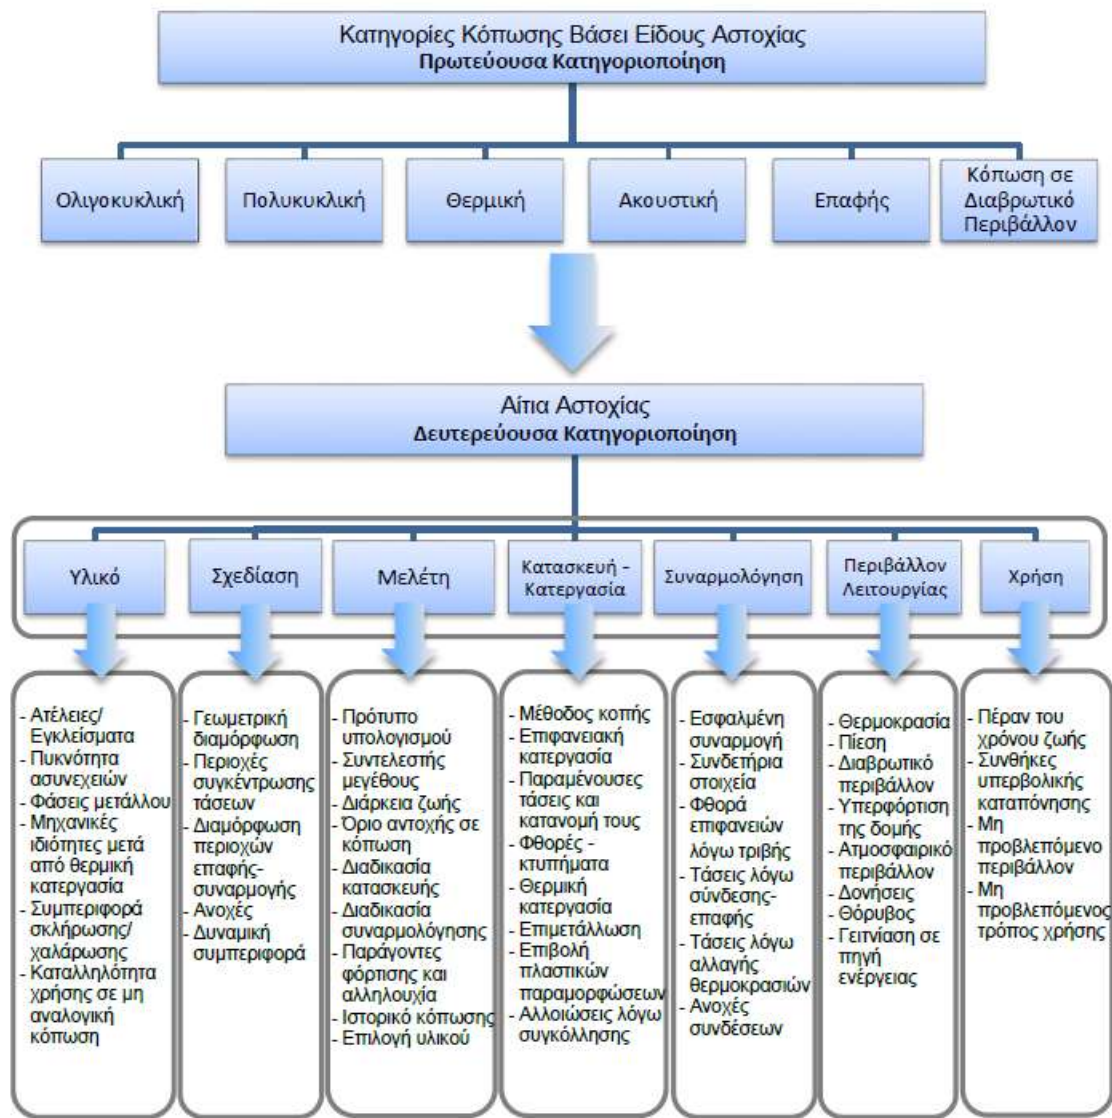 Κατηγορίες Κόπωσης Βάσει Είδους Αστοχίας
Πρωτεύουσα Κατηγοριοποίηση
Ολιγοκυκλική
Πολυκυκλική
Θερμική
Ακουστική
Επαφής
Κόπωση σε
Διαβρωτικό
Περιβάλλον
Αίτια Αστοχίας
Δευτερεύουσα Κατηγοριοποίηση
Υλικό
Σχεδίαση
Μελέτη
Κατασκευή -
Κατεργασία
Συναρμολόγηση
Περιβάλλον
Λειτουργίας
Χρήση
- Ατέλειες/
Εγκλείσματα
- Πυκνότητα
ασυνεχειών
- Φάσεις μετάλλου
- Μηχανικές
ιδιότητες μετά
από θερμική
κατεργασία
- Συμπεριφορά
σκλήρωσης/
χαλάρωσης
- Καταλληλότητα
χρήσης σε μη
αναλογική
κόπωση
- Γεωμετρική
διαμόρφωση
- Περιοχές
συγκέντρωσης
τάσεων
- Διαμόρφωση
περιοχών
επαφής-
συναρμογής
- Ανοχές
- Δυναμική
συμπεριφορά
- Πρότυπο
υπολογισμού
- Συντελεστής
μεγέθους
- Διάρκεια ζωής
- Όριο αντοχής σε
κόπωση
- Διαδικασία
κατασκευής
- Διαδικασία
συναρμολόγησης
- Παράγοντες
φόρτισης και
αλληλουχία
- Ιστορικό κόπωσης
- Επιλογή υλικού
- Μέθοδος κοπής
- Επιφανειακή
κατεργασία
- Παραμένουσες
τάσεις και
κατανομή τους
- Φθορές -
κτυπήματα
- Θερμική
κατεργασία
- Επιμετάλλωση
- Επιβολή
πλαστικών
παραμορφώσεων
- Αλλοιώσεις λόγω
συγκόλλησης
- Εσφαλμένη
συναρμογή
- Συνδετήρια
στοιχεία
- Φθορά
επιφανειών
λόγω τριβής
- Τάσεις λόγω
σύνδεσης-
επαφής
- Τάσεις λόγω
αλλαγής
θερμοκρασιών
- Ανοχές
συνδέσεων
- Θερμοκρασία
- Πίεση
- Διαβρωτικό
περιβάλλον
- Υπερφόρτιση
της δομής
- Ατμοσφαιρικό
περιβάλλον
- Δονήσεις
- Θόρυβος
- Γειτνίαση σε
πηγή
ενέργειας
- Πέραν του
χρόνου ζωής
- Συνθήκες
υπερβολικής
καταπόνησης
- Μη
προβλεπόμενο
περιβάλλον
- Μη
προβλεπόμενος
τρόπος χρήσης